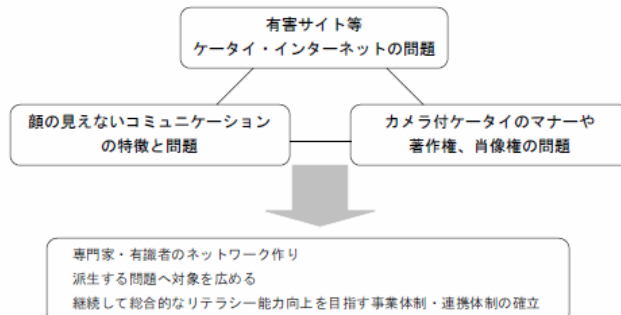 有害サイト等
ケータイ・インターネットの問題
顔の見えないコミュニケーション
の特徴と問題
カメラ付ケータイのマナーや
著作権、肖像権の問題
専門家・有識者のネットワーク作り
派生する問題へ対象を広める
継続して総合的なリテラシー能力向上を目指す事業体制・連携体制の確立